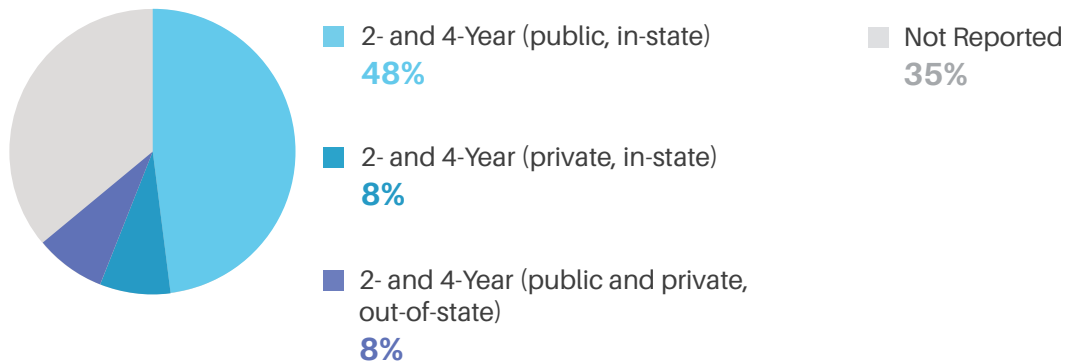 2- and 4-Year (public, in-state)
48%
2- and 4-Year (private, in-state)
8%
2- and 4-Year (public and private,
out-of-state)
8%
Not Reported
35%